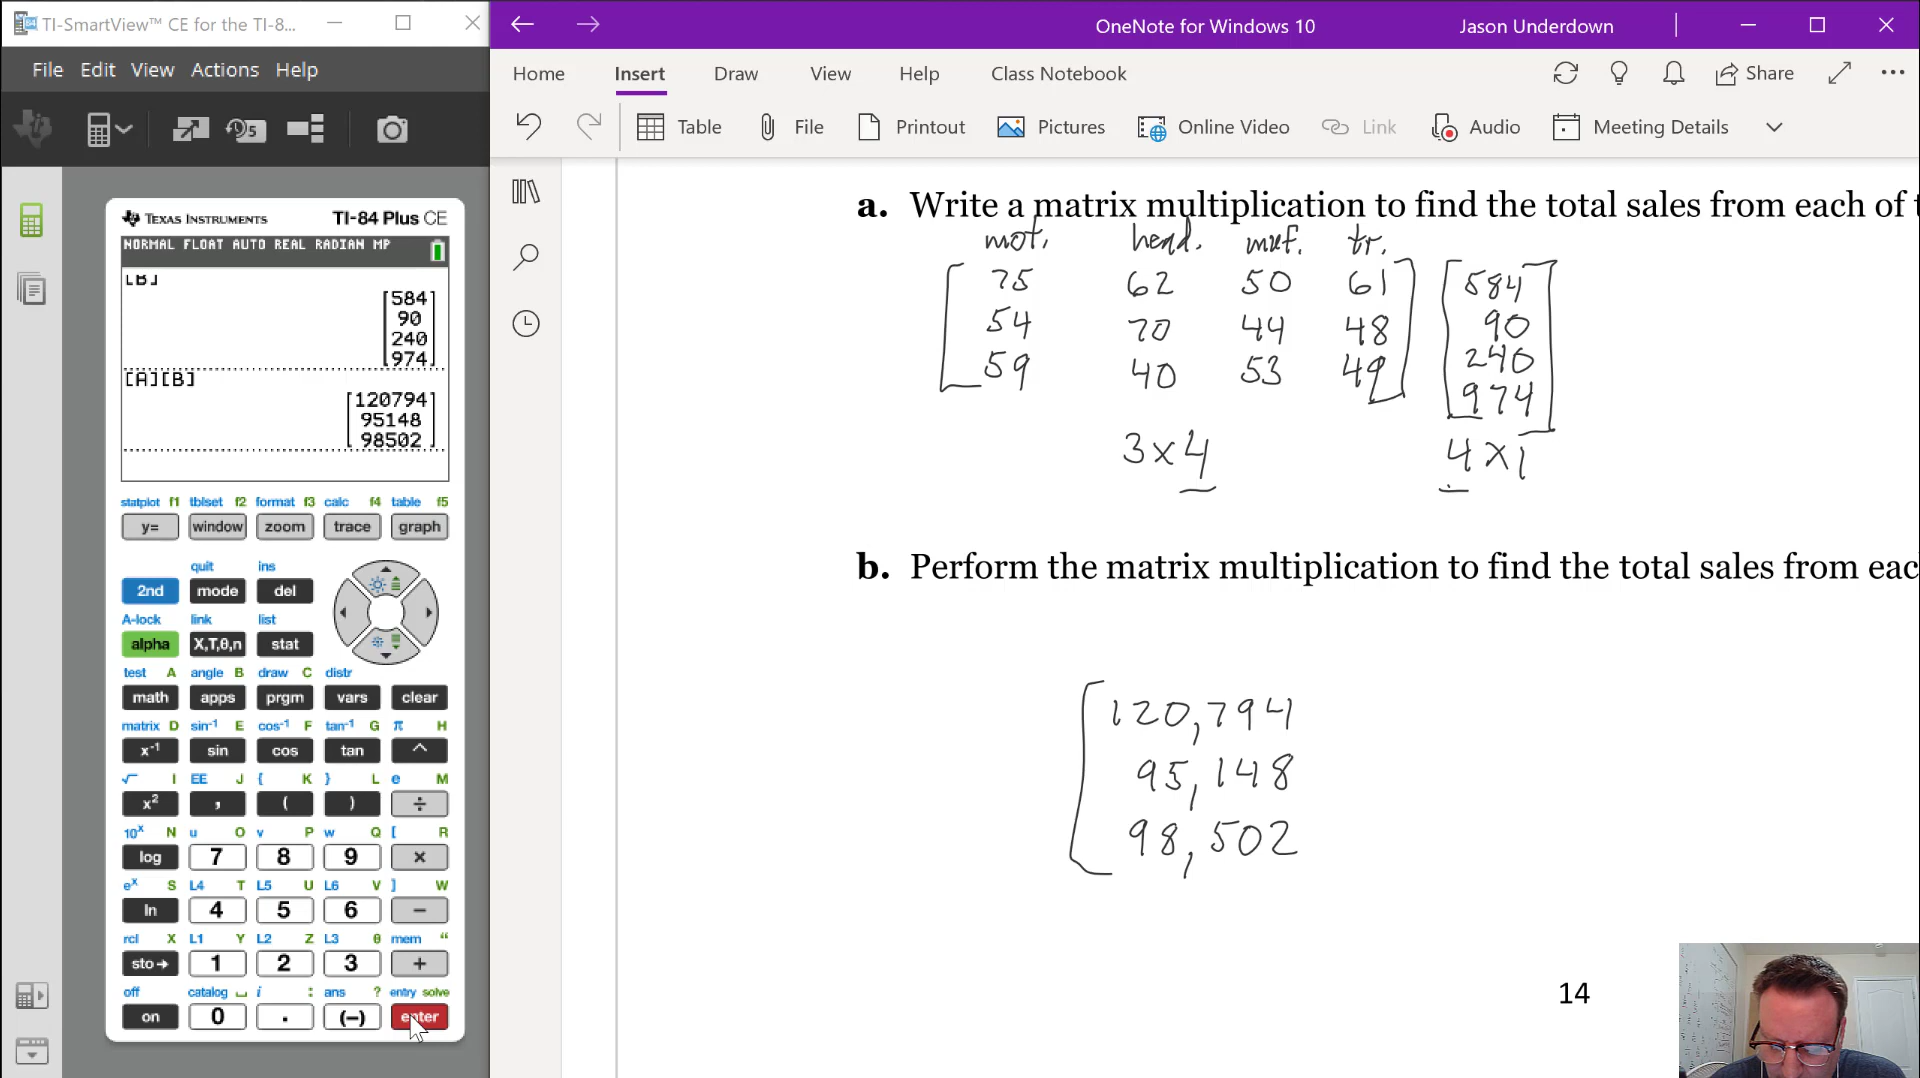 TI-SmartView™ CE for the TI-8...
File Edit View Actions Help
TEXAS INSTRUMENTS TI-84 Plus CE
NORMAL FLOAT AUTO REAL RADIAN MP
[B]
[584]
90
240
[974]
[A][B]
[120794]
95148
[98502]
statplot f1 tblset f2 format f3 calc f4 table f5
y= window zoom trace graph
quit ins
2nd mode del
A-lock link list
alpha X,T,θ,n stat
test A angle B draw C distr
math apps prgm vars clear
matrix D sin-1 E cos-1 F tan-1 G π H
x-1 sin cos tan ^
√ I EE J { K } L e M
x² , ( ) ÷
10x N u O v P w Q [ R
log 7 8 9 ×
ex S L4 T L5 U L6 V ] W
ln 4 5 6 −
rcl X L1 Y L2 Z L3 θ mem “
sto→ 1 2 3 +
off catalog i : ans ? entry solve
on 0 . (−) enter
OneNote for Windows 10 Jason Underdown
Home Insert Draw View Help Class Notebook Share
Table File Printout Pictures Online Video Link Audio Meeting Details
a. Write a matrix multiplication to find the total sales from each of
mot. head. muf. tr.
75 62 50 61 584
54 70 44 48 90
59 40 53 49 240
974
3 x 4 4 x 1
b. Perform the matrix multiplication to find the total sales from eac
120,794
95,148
98,502
14